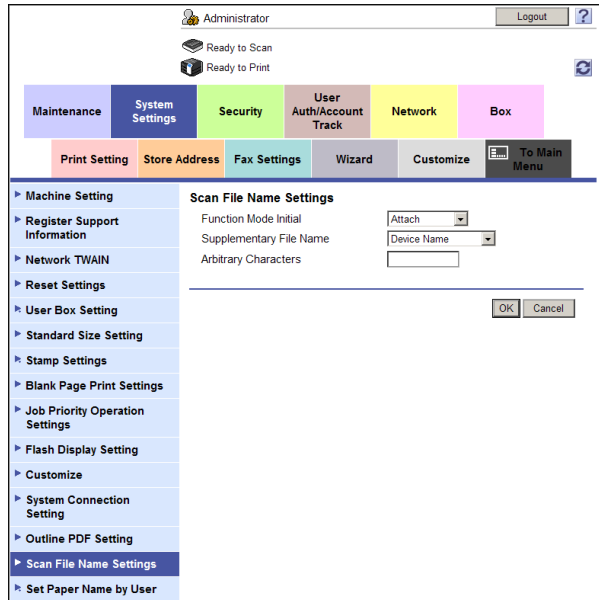 Administrator
Logout
?
Ready to Scan
Ready to Print
Maintenance
System
Settings
Security
User
Auth/Account
Track
Network
Box
Print Setting
Store Address
Fax Settings
Wizard
Customize
To Main
Menu
Machine Setting
Register Support
Information
Network TWAIN
Reset Settings
User Box Setting
Standard Size Setting
Stamp Settings
Blank Page Print Settings
Job Priority Operation
Settings
Flash Display Setting
Customize
System Connection
Setting
Outline PDF Setting
Scan File Name Settings
Set Paper Name by User
Scan File Name Settings
Function Mode Initial
Attach
Supplementary File Name
Device Name
Arbitrary Characters
OK
Cancel